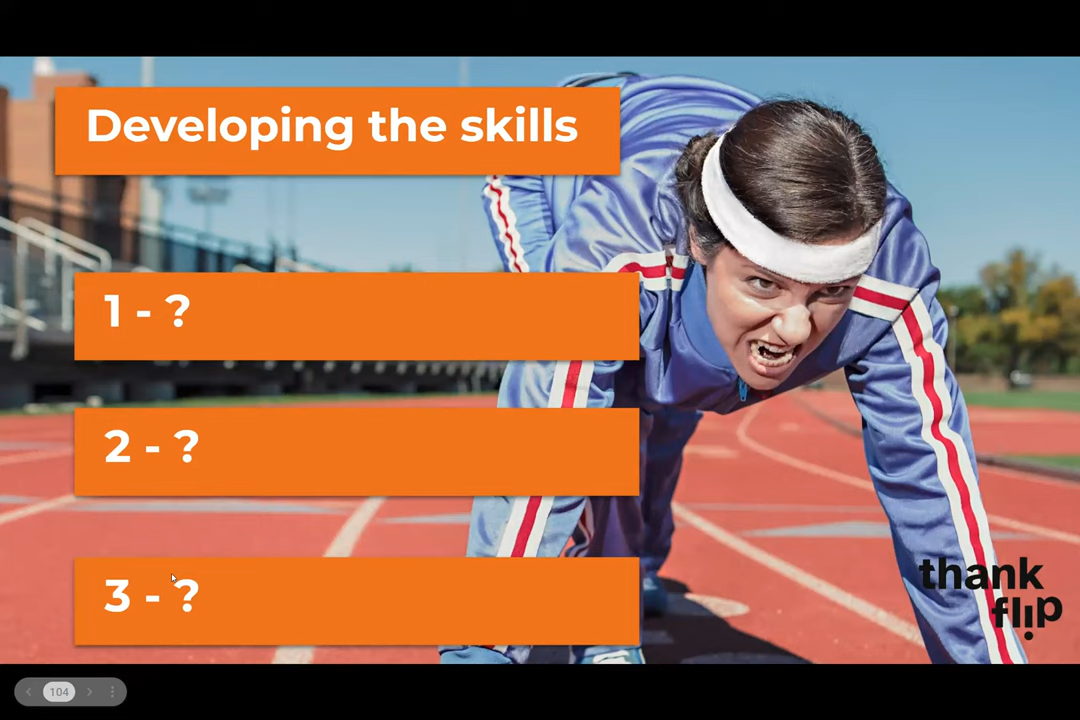 Developing the skills
1 - ?
2 - ?
3 - ?
thank
flip
104